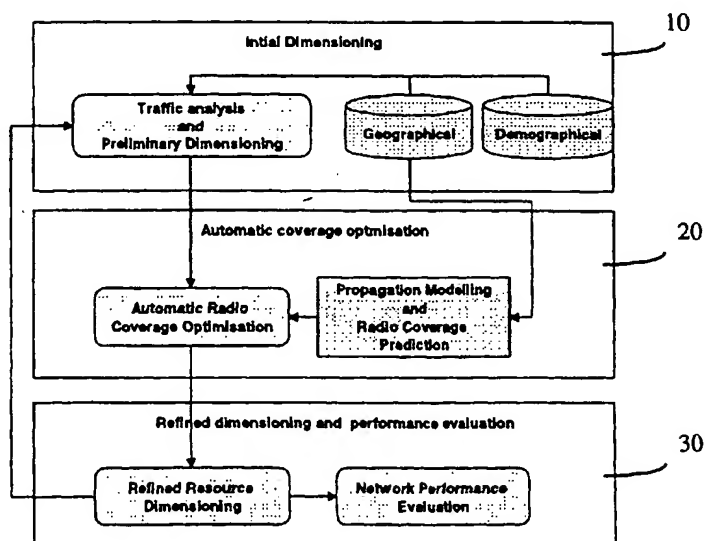 10
Intial Dimensioning
Traffic analysis
and
Preliminary Dimensioning
Geographical
Demographical
20
Automatic coverage optmisation
Automatic Radio
Coverage Optimisation
Propagation Modelling
and
Radio Coverage
Prediction
30
Refined dimensioning and performance evaluation
Refined Resource
Dimensioning
Network Performance
Evaluation